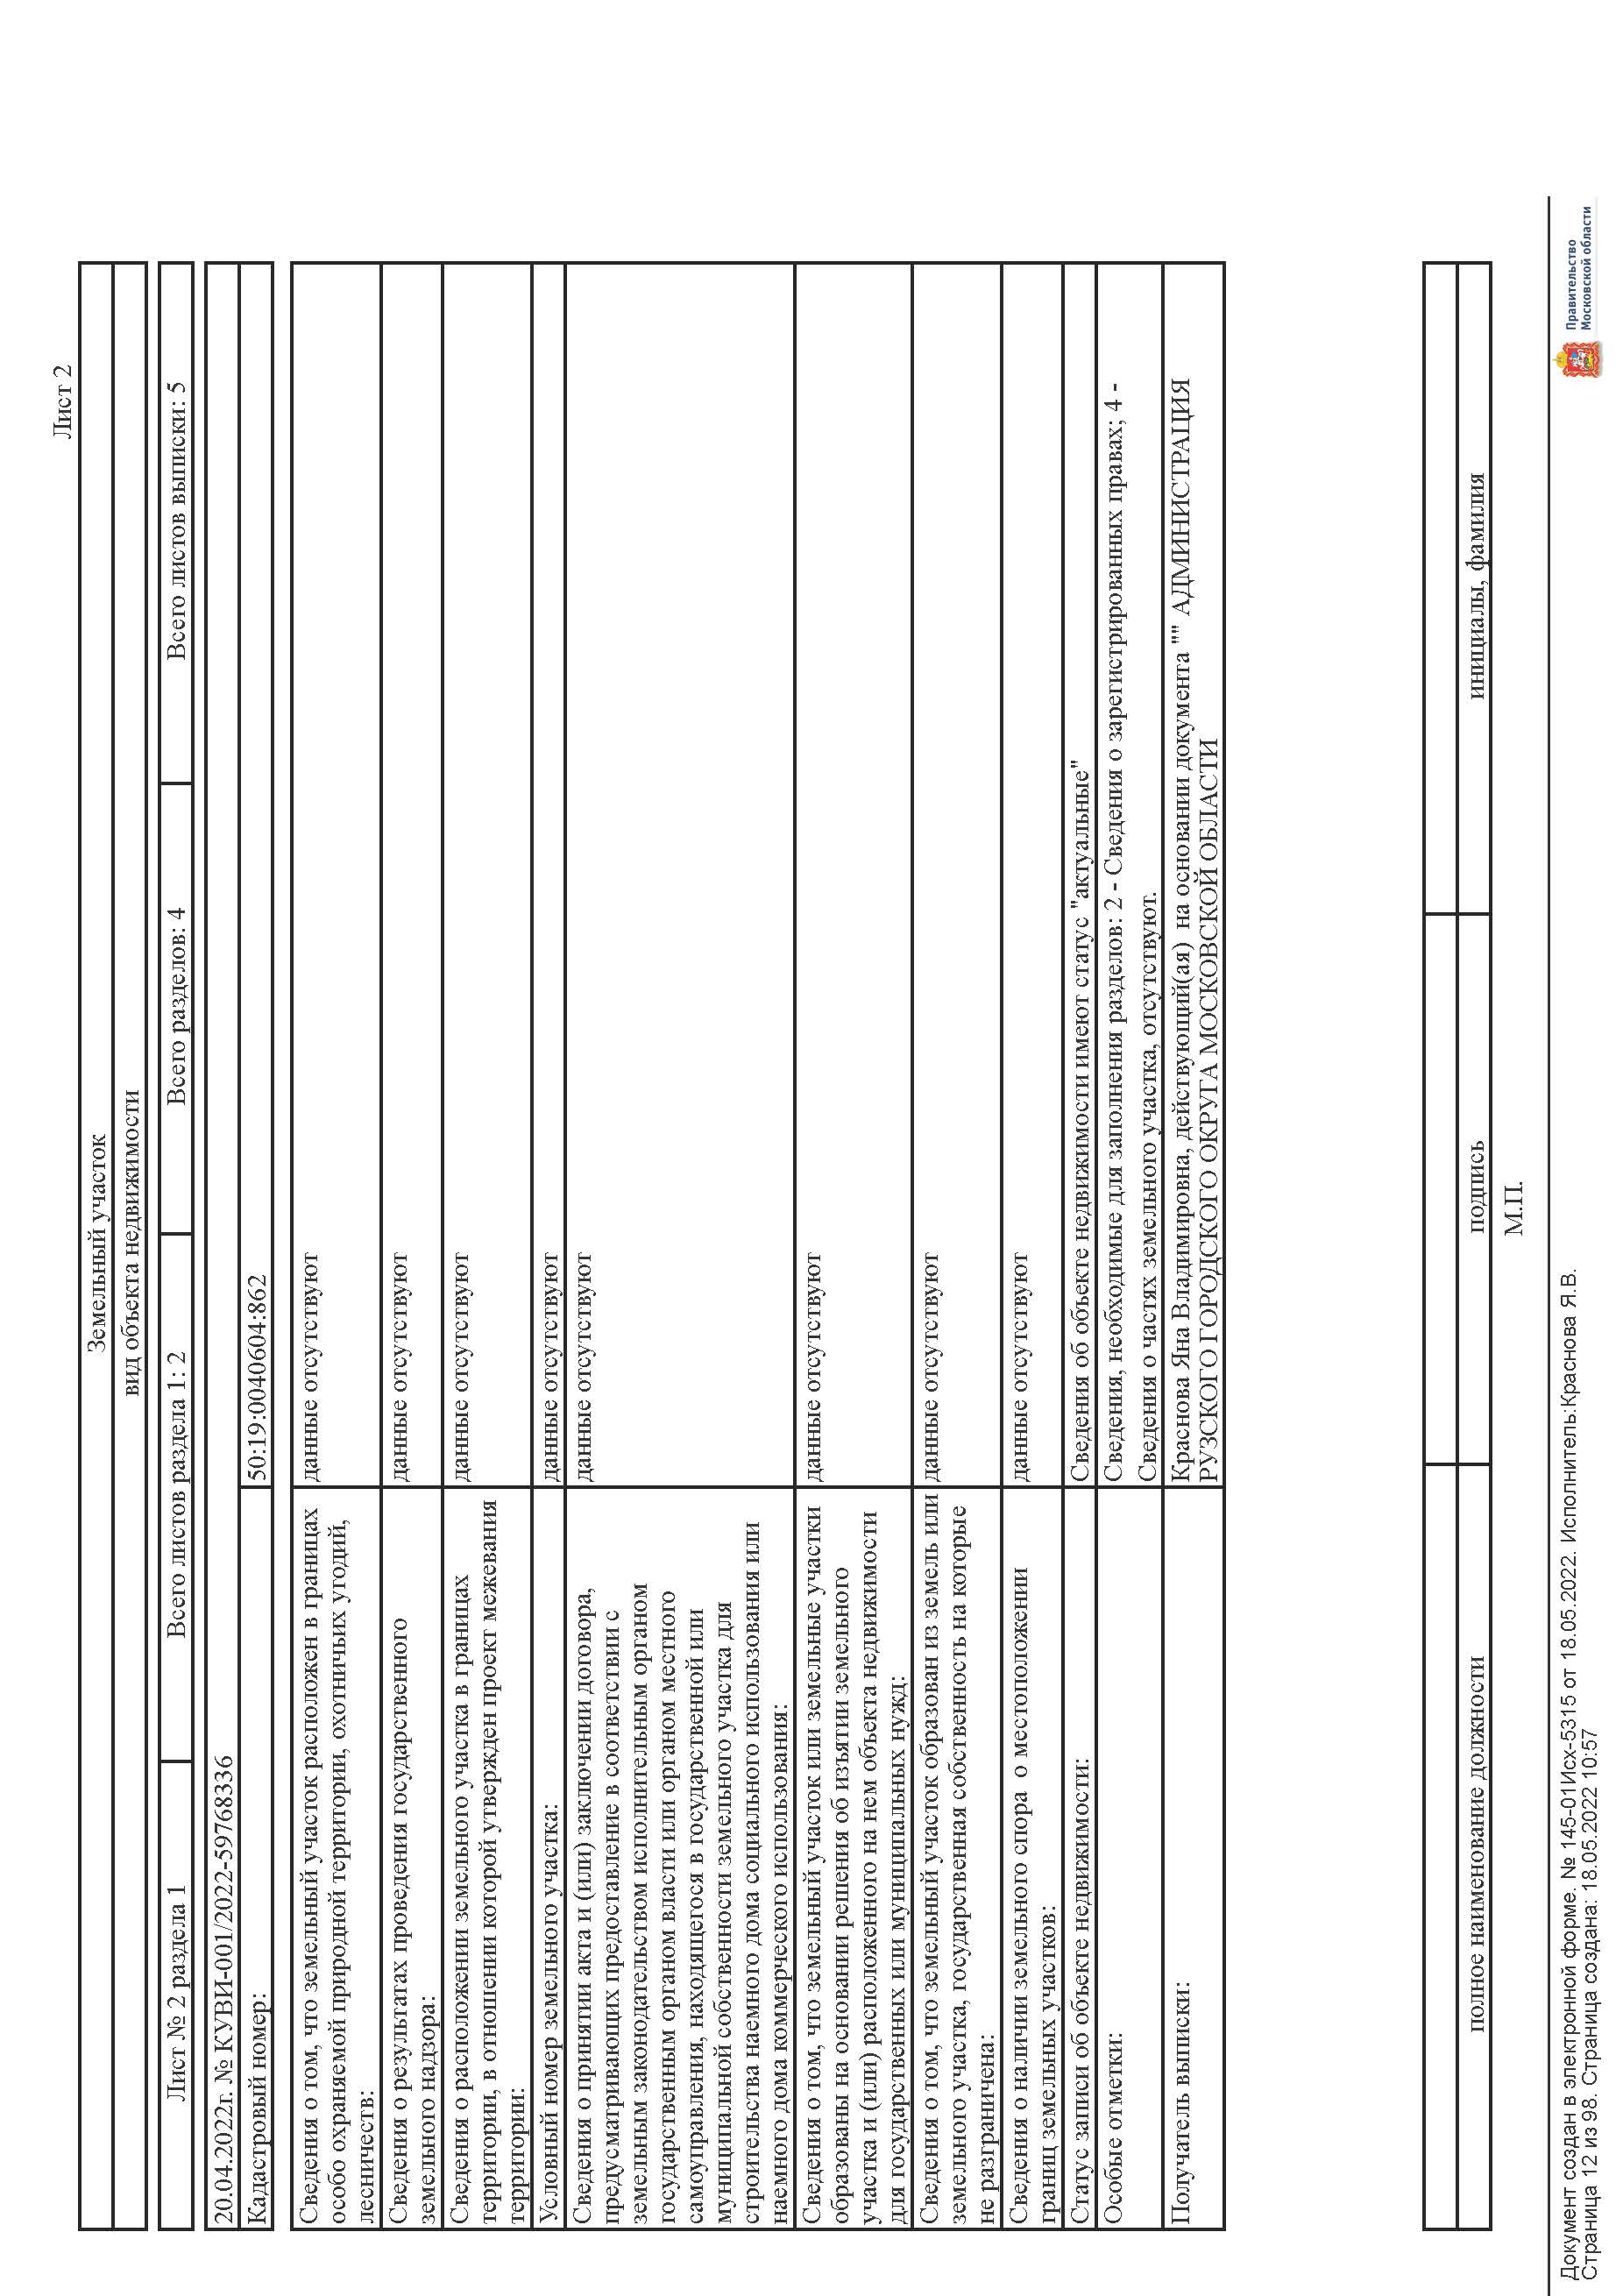 Лист 2
Земельный участок
вид объекта недвижимости
Лист № 2 раздела 1
Всего листов раздела 1: 2
Всего разделов: 4
Всего листов выписки: 5
20.04.2022г. № КУВИ-001/2022-59768336
Кадастровый номер:
50:19:0040604:862
Сведения о том, что земельный участок расположен в границах
особо охраняемой природной территории, охотничьих угодий,
лесничеств:
данные отсутствуют
Сведения о результатах проведения государственного
земельного надзора:
данные отсутствуют
Сведения о расположении земельного участка в границах
территории, в отношении которой утвержден проект межевания
территории:
данные отсутствуют
Условный номер земельного участка:
данные отсутствуют
Сведения о принятии акта и (или) заключении договора,
предусматривающих предоставление в соответствии с
земельным законодательством исполнительным органом
государственным органом власти или органом местного
самоуправления, находящегося в государственной или
муниципальной собственности земельного участка для
строительства наемного дома социального использования или
наемного дома коммерческого использования:
данные отсутствуют
Сведения о том, что земельный участок или земельные участки
образованы на основании решения об изъятии земельного
участка и (или) расположенного на нем объекта недвижимости
для государственных или муниципальных нужд:
данные отсутствуют
Сведения о том, что земельный участок образован из земель или
земельного участка, государственная собственность на которые
не разграничена:
данные отсутствуют
Сведения о наличии земельного спора о местоположении
границ земельных участков:
данные отсутствуют
Статус записи об объекте недвижимости:
Сведения об объекте недвижимости имеют статус "актуальные"
Особые отметки:
Сведения, необходимые для заполнения разделов: 2 - Сведения о зарегистрированных правах; 4 -
Сведения о частях земельного участка, отсутствуют.
Получатель выписки:
Краснова Яна Владимировна, действующий(ая) на основании документа "" АДМИНИСТРАЦИЯ
РУЗСКОГО ГОРОДСКОГО ОКРУГА МОСКОВСКОЙ ОБЛАСТИ
полное наименование должности
подпись
инициалы, фамилия
М.П.
Документ создан в электронной форме. № 145-01Исх-5315 от 18.05.2022. Исполнитель:Краснова Я.В.
Страница 12 из 98. Страница создана: 18.05.2022 10:57
Правительство
Московской области